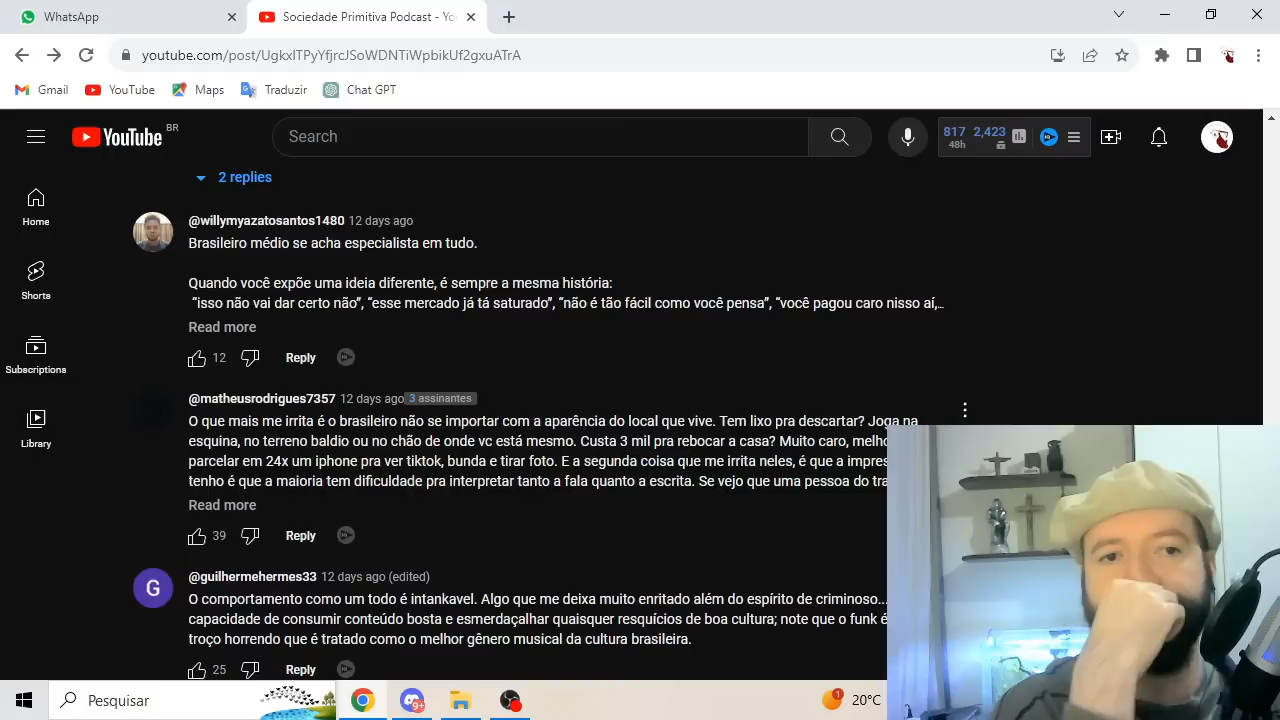 WhatsApp
Sociedade Primitiva Podcast - Yo
youtube.com/post/UgkxlTPyYfjrcJSoWDNTiWpbikUf2gxuATrA
Gmail YouTube Maps Traduzir Chat GPT
YouTube BR
Search
817 2,423
48h
2 replies
Home
Shorts
Subscriptions
Library
@willymyazatosantos1480 12 days ago
Brasileiro médio se acha especialista em tudo.
Quando você expõe uma ideia diferente, é sempre a mesma história:
“isso não vai dar certo não”, “esse mercado já tá saturado”, “não é tão fácil como você pensa”, “você pagou caro nisso aí,...
Read more
12 Reply
@matheusrodrigues7357 12 days ago 3 assinantes
O que mais me irrita é o brasileiro não se importar com a aparência do local que vive. Tem lixo pra descartar? Joga na
esquina, no terreno baldio ou no chão de onde vc está mesmo. Custa 3 mil pra rebocar a casa? Muito caro, melho
parcelar em 24x um iphone pra ver tiktok, bunda e tirar foto. E a segunda coisa que me irrita neles, é que a impres
tenho é que a maioria tem dificuldade pra interpretar tanto a fala quanto a escrita. Se vejo que uma pessoa do tra
Read more
39 Reply
G
@guilhermehermes33 12 days ago (edited)
O comportamento como um todo é intankavel. Algo que me deixa muito enritado além do espírito de criminoso...
capacidade de consumir conteúdo bosta e esmerdaçalhar quaisquer resquícios de boa cultura; note que o funk é
troço horrendo que é tratado como o melhor gênero musical da cultura brasileira.
25 Reply
Pesquisar
9+
1
20°C